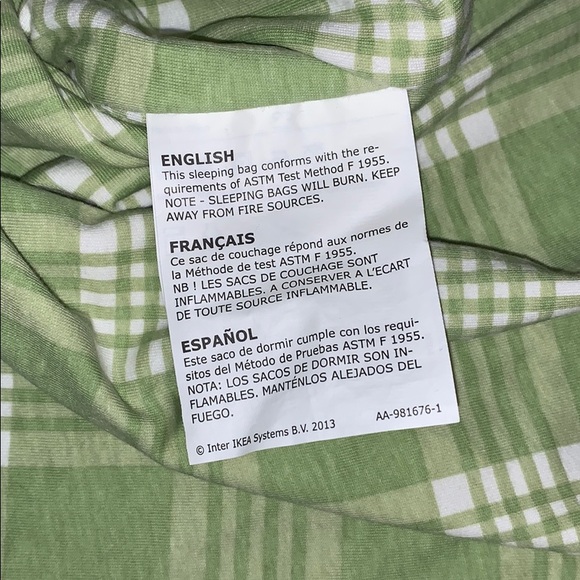 ENGLISH
This sleeping bag conforms with the re-
quirements of ASTM Test Method F 1955.
NOTE - SLEEPING BAGS WILL BURN. KEEP
AWAY FROM FIRE SOURCES.
FRANÇAIS
Ce sac de couchage répond aux normes de
la Méthode de test ASTM F 1955.
NB ! LES SACS DE COUCHAGE SONT
INFLAMMABLES. A CONSERVER A L'ECART
DE TOUTE SOURCE INFLAMMABLE.
ESPAÑOL
Este saco de dormir cumple con los requi-
sitos del Método de Pruebas ASTM F 1955.
NOTA: LOS SACOS DE DORMIR SON IN-
FLAMABLES. MANTÉNLOS ALEJADOS DEL
FUEGO.
© Inter IKEA Systems B.V. 2013 AA-981676-1